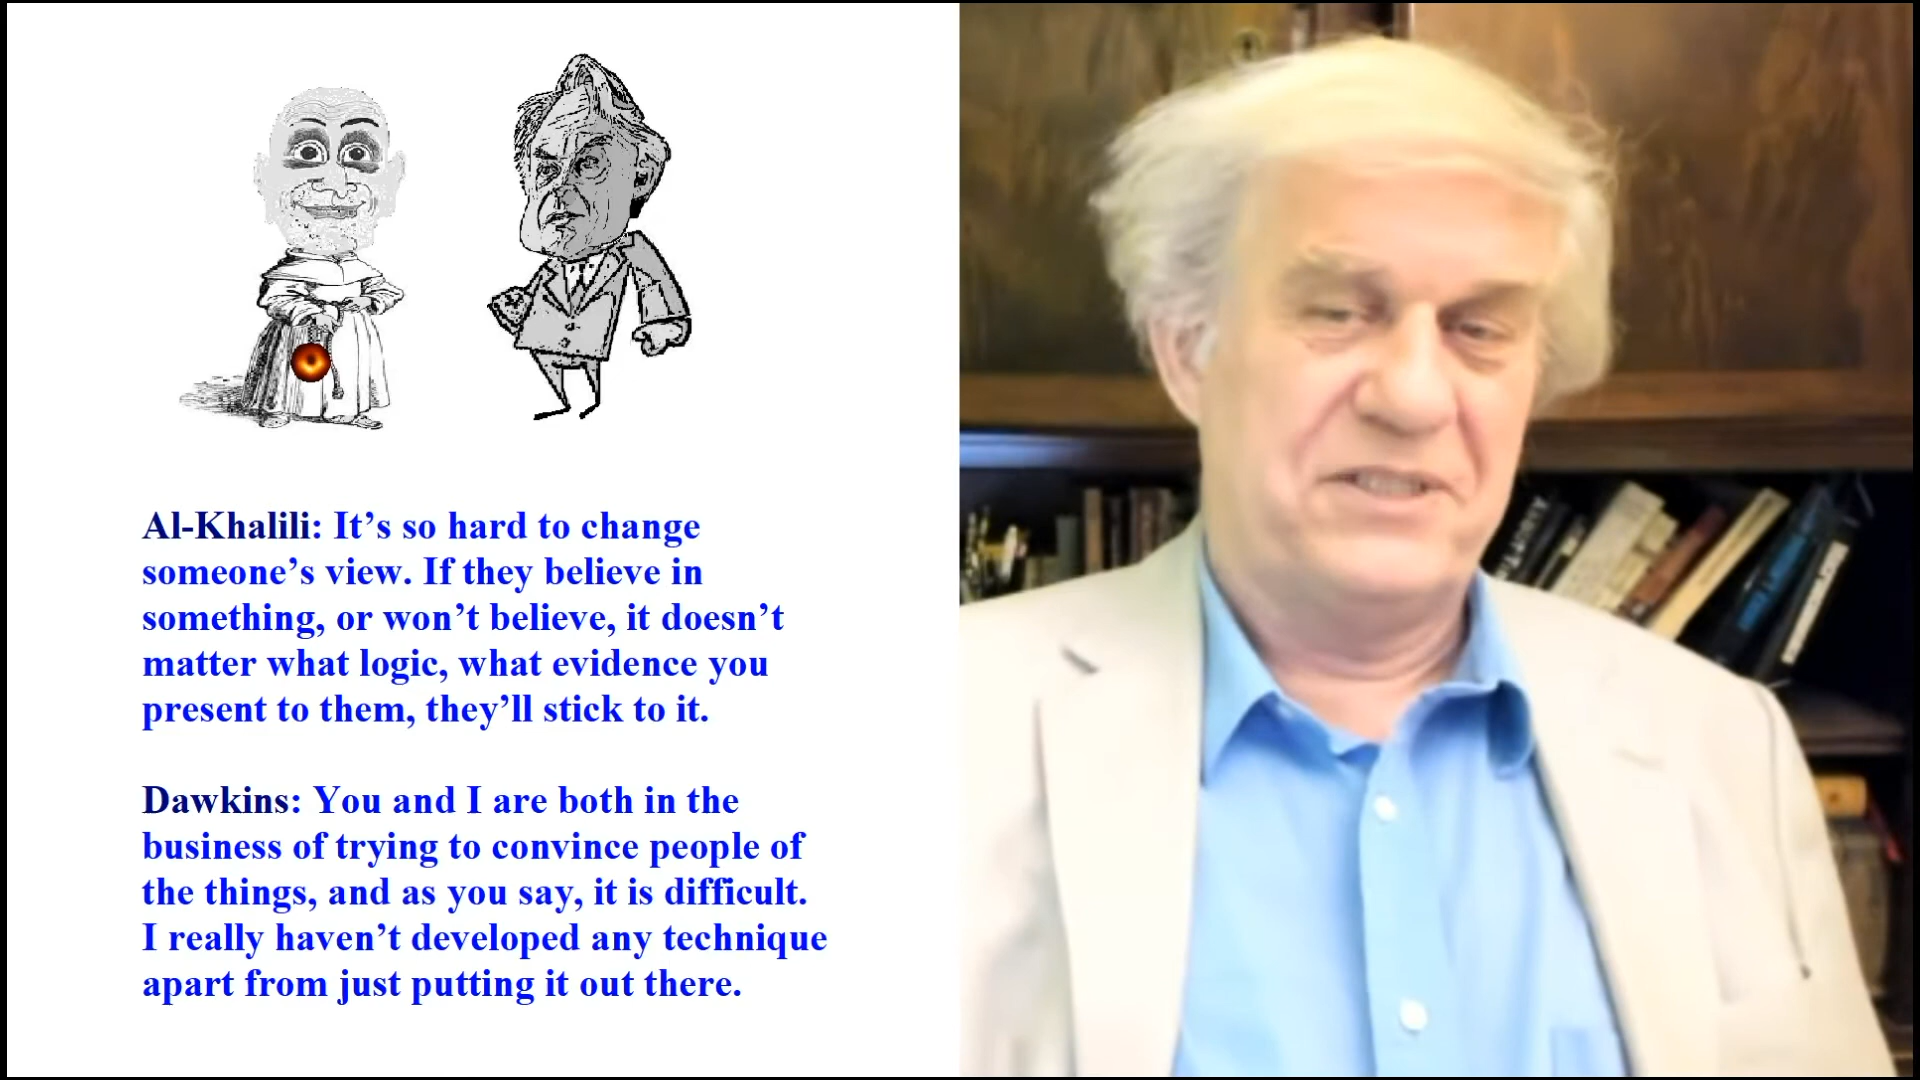 Al-Khalili: It’s so hard to change
someone’s view. If they believe in
something, or won’t believe, it doesn’t
matter what logic, what evidence you
present to them, they’ll stick to it.
Dawkins: You and I are both in the
business of trying to convince people of
the things, and as you say, it is difficult.
I really haven’t developed any technique
apart from just putting it out there.